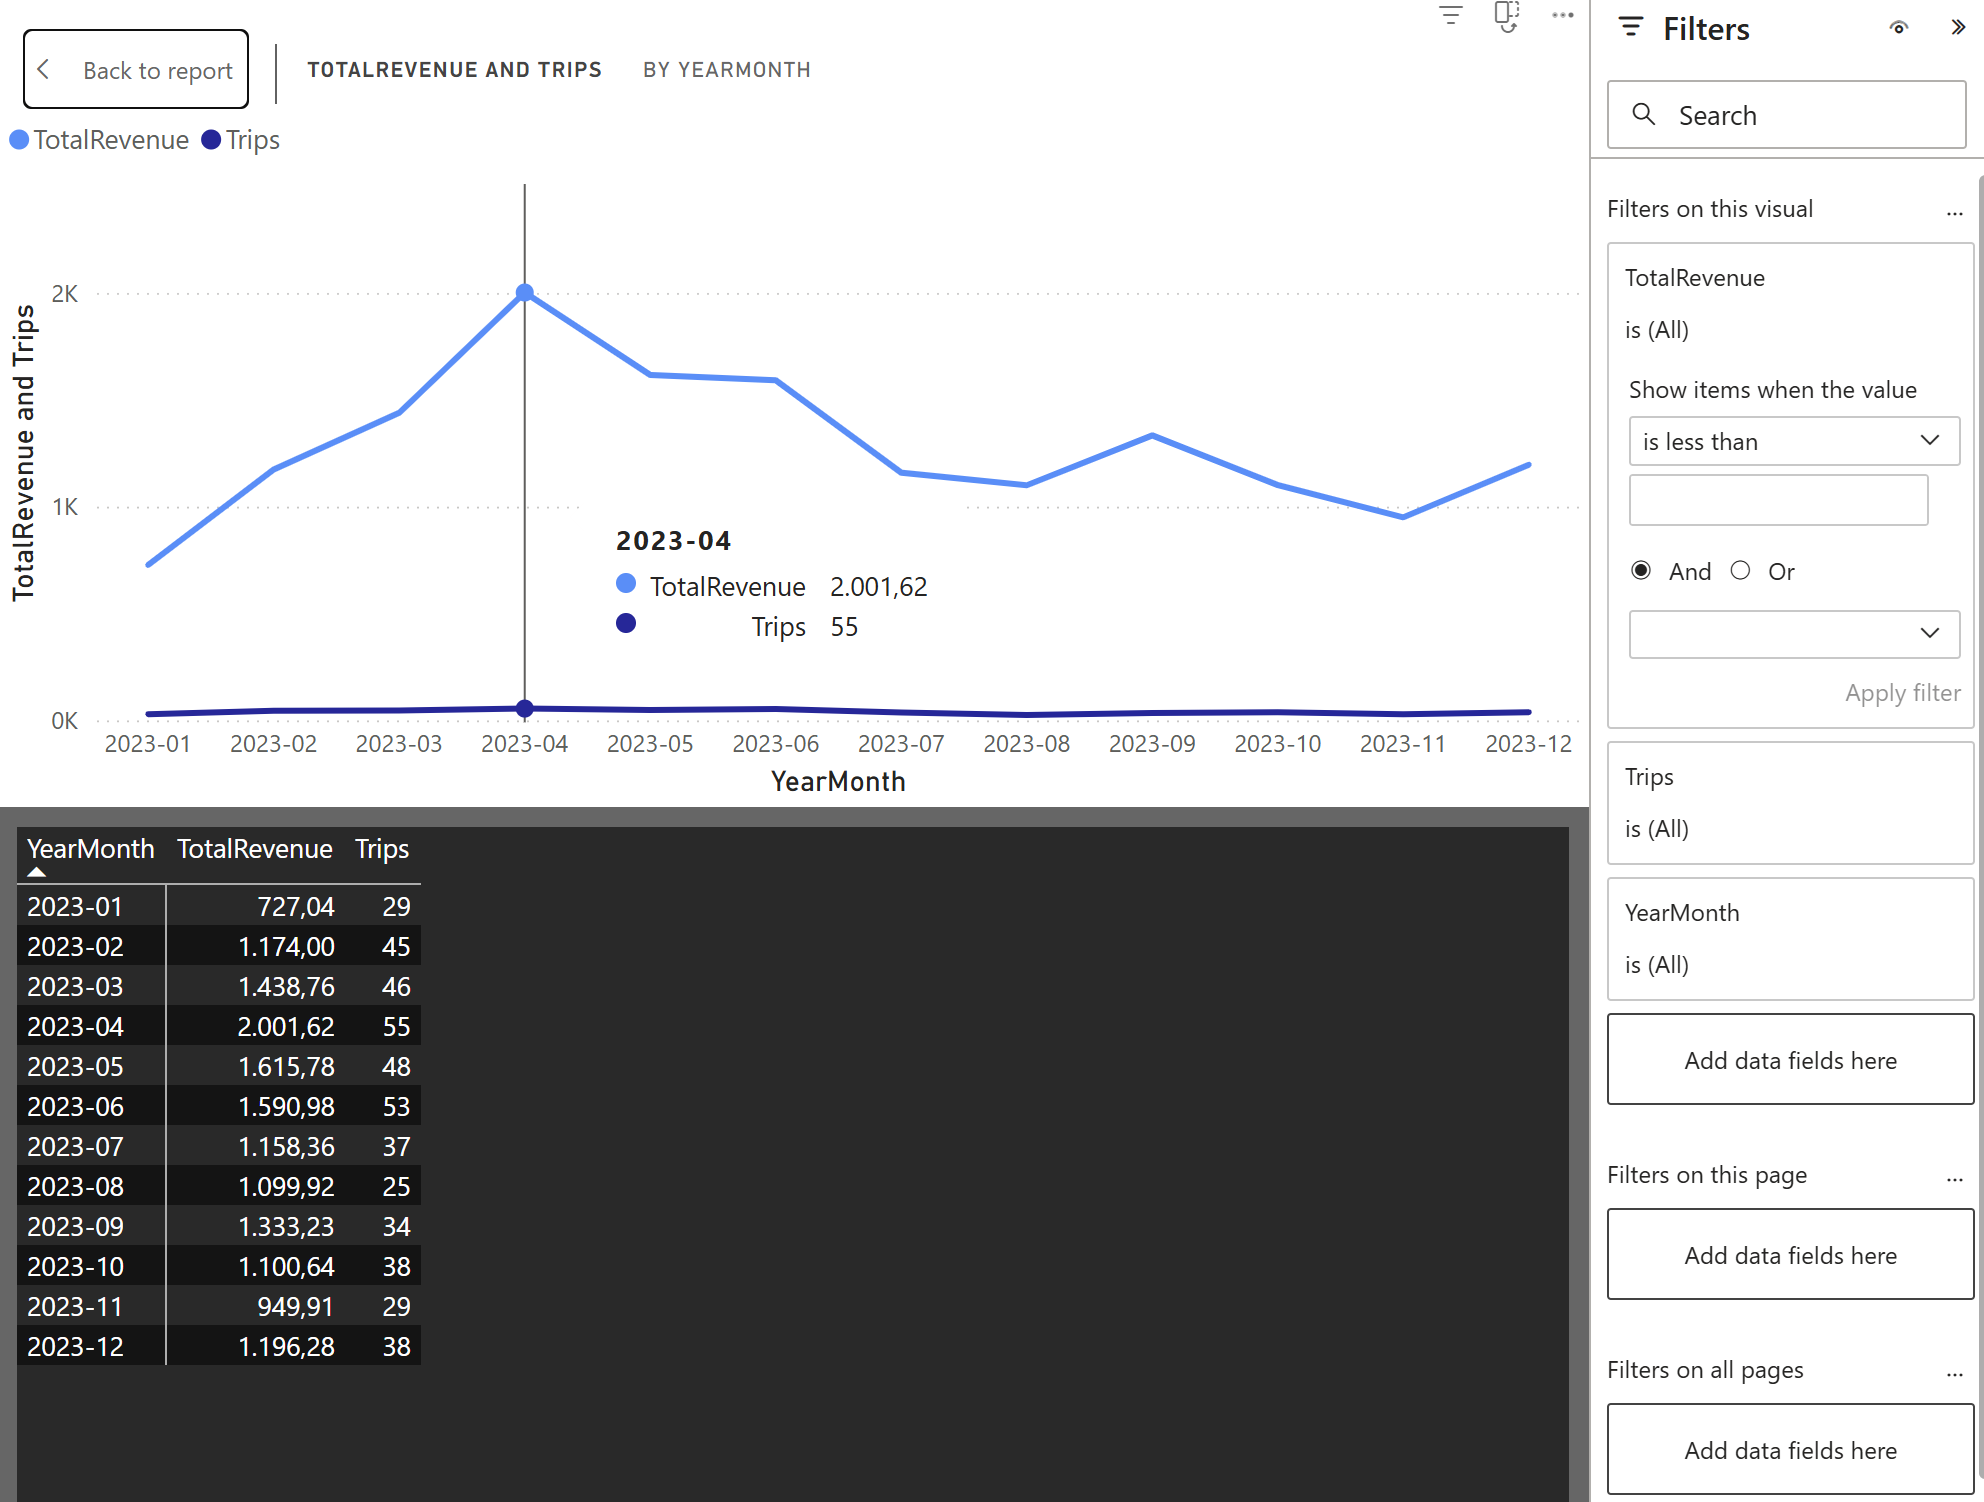 Back to report
TOTALREVENUE AND TRIPS BY YEARMONTH
TotalRevenue Trips
TotalRevenue and Trips
2K
1K
0K
2023-04
TotalRevenue 2.001,62
Trips 55
2023-01 2023-02 2023-03 2023-04 2023-05 2023-06 2023-07 2023-08 2023-09 2023-10 2023-11 2023-12
YearMonth
YearMonth TotalRevenue Trips
2023-01 727,04 29
2023-02 1.174,00 45
2023-03 1.438,76 46
2023-04 2.001,62 55
2023-05 1.615,78 48
2023-06 1.590,98 53
2023-07 1.158,36 37
2023-08 1.099,92 25
2023-09 1.333,23 34
2023-10 1.100,64 38
2023-11 949,91 29
2023-12 1.196,28 38
Filters
Search
Filters on this visual
TotalRevenue
is (All)
Show items when the value
is less than
And Or
Apply filter
Trips
is (All)
YearMonth
is (All)
Add data fields here
Filters on this page
Add data fields here
Filters on all pages
Add data fields here